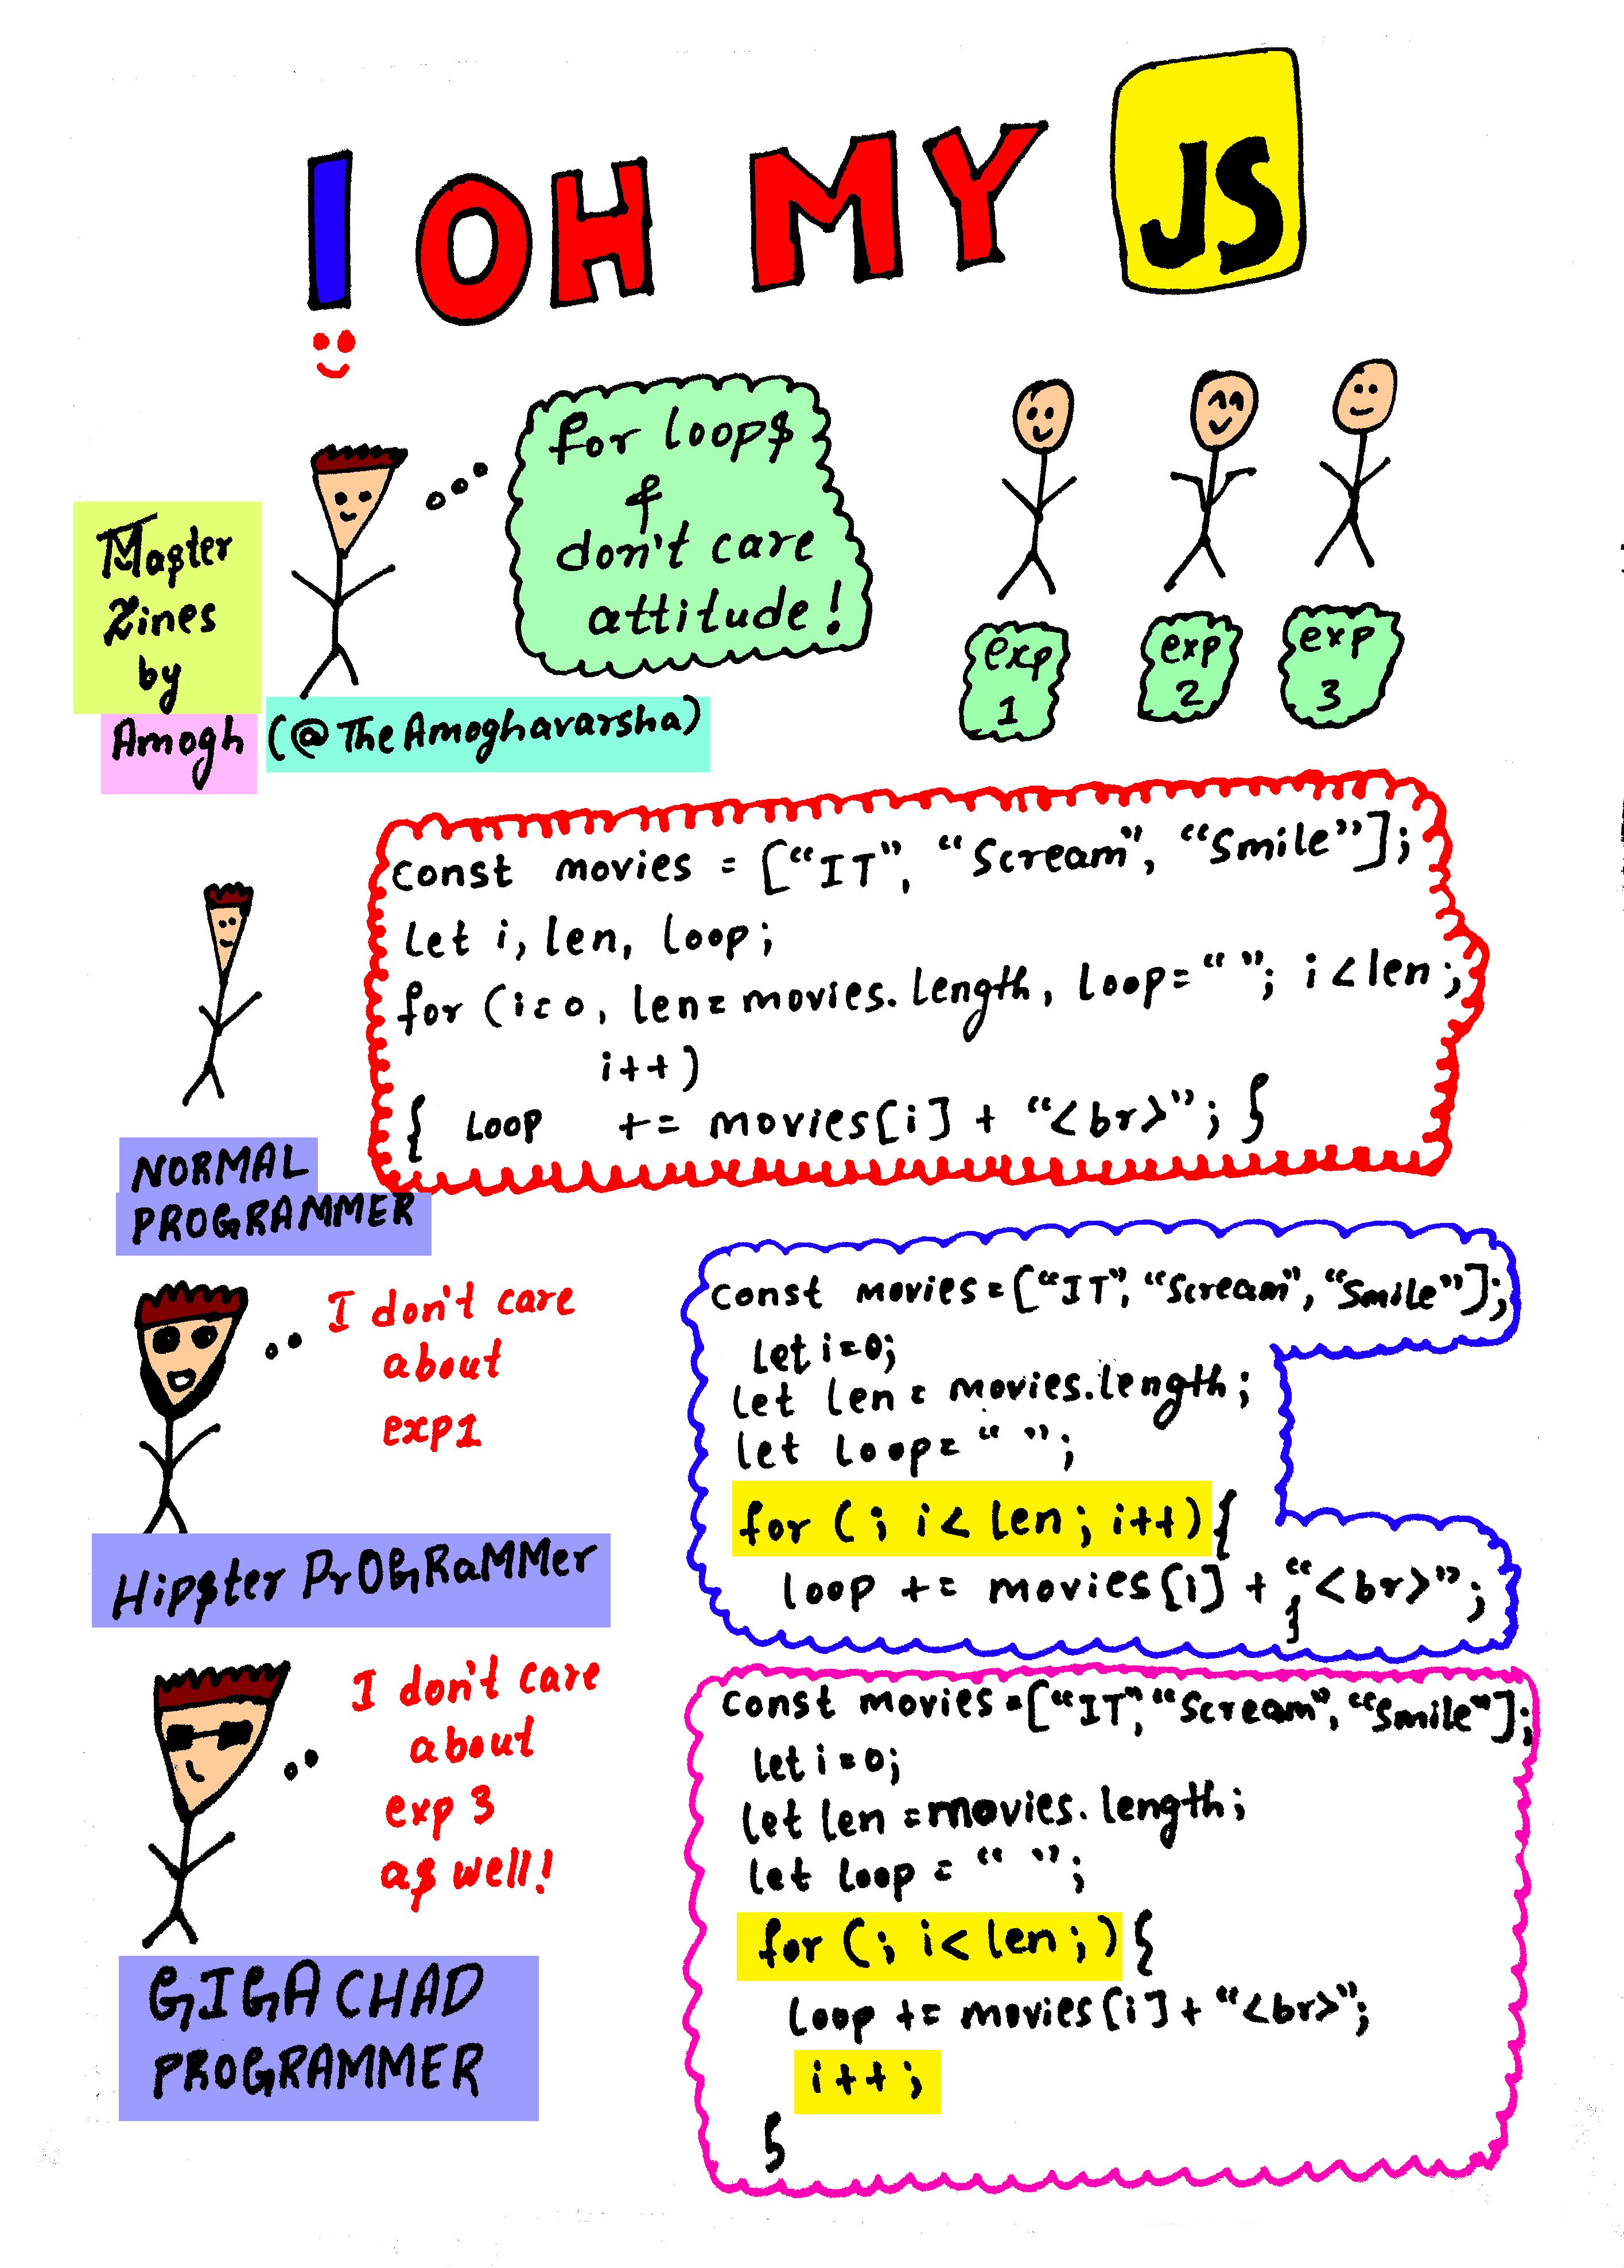 ! OH MY JS
for loops
&
don't care
attitude!
exp
1
exp
2
exp
3
Master
Zines
by
Amogh (@TheAmoghavarsha)
const movies = ["IT", "Scream", "Smile"];
let i, len, loop;
for (i=0, len=movies.length, loop=" "; i<len;
i++)
{ loop += movies[i] + "<br>"; }
NORMAL
PROGRAMMER
I don't care
about
exp1
const movies=["IT", "Scream", "Smile"];
let i=0;
let len = movies.length;
let loop=" ";
for (; i< len; i++){
loop += movies[i] + "<br>";
}
Hipster PrOGRaMMer
I don't care
about
exp 3
as well!
const movies=["IT", "Scream", "Smile"];
let i=0;
let len =movies.length;
let loop = " ";
for (; i< len;) {
loop += movies[i] + "<br>";
i++;
}
GIGA CHAD
PROGRAMMER